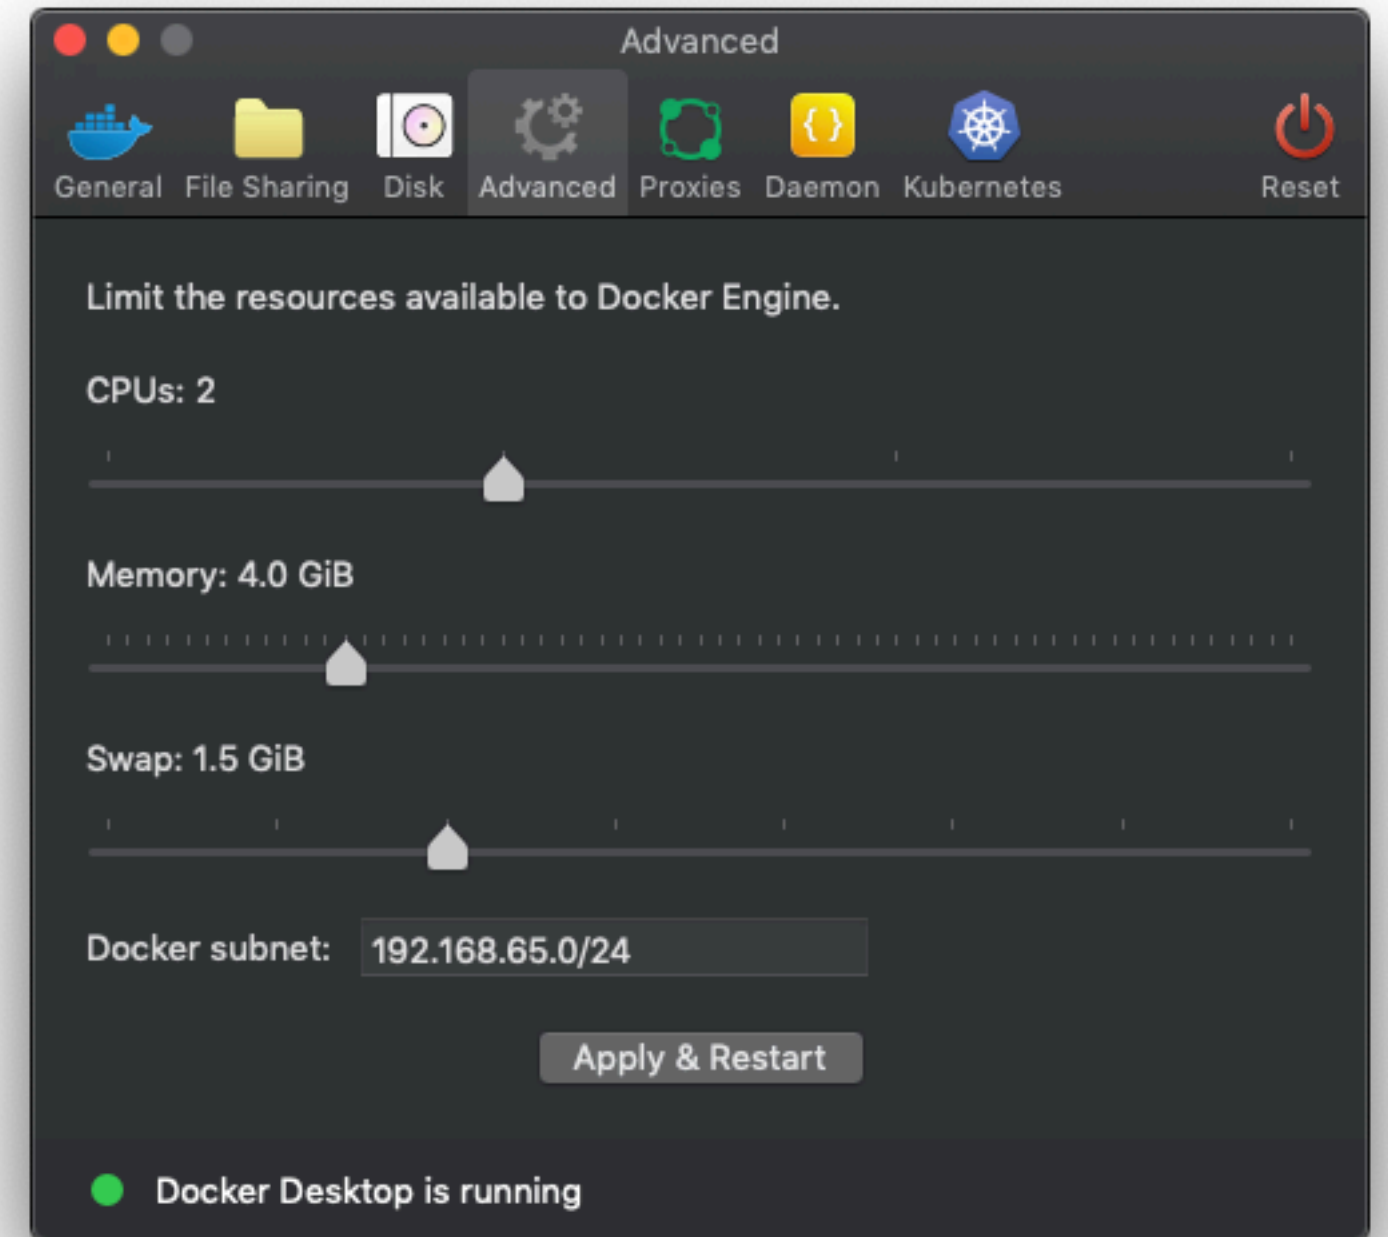 Advanced
General File Sharing Disk Advanced Proxies Daemon Kubernetes Reset
Limit the resources available to Docker Engine.
CPUs: 2
Memory: 4.0 GiB
Swap: 1.5 GiB
Docker subnet: 192.168.65.0/24
Apply & Restart
Docker Desktop is running